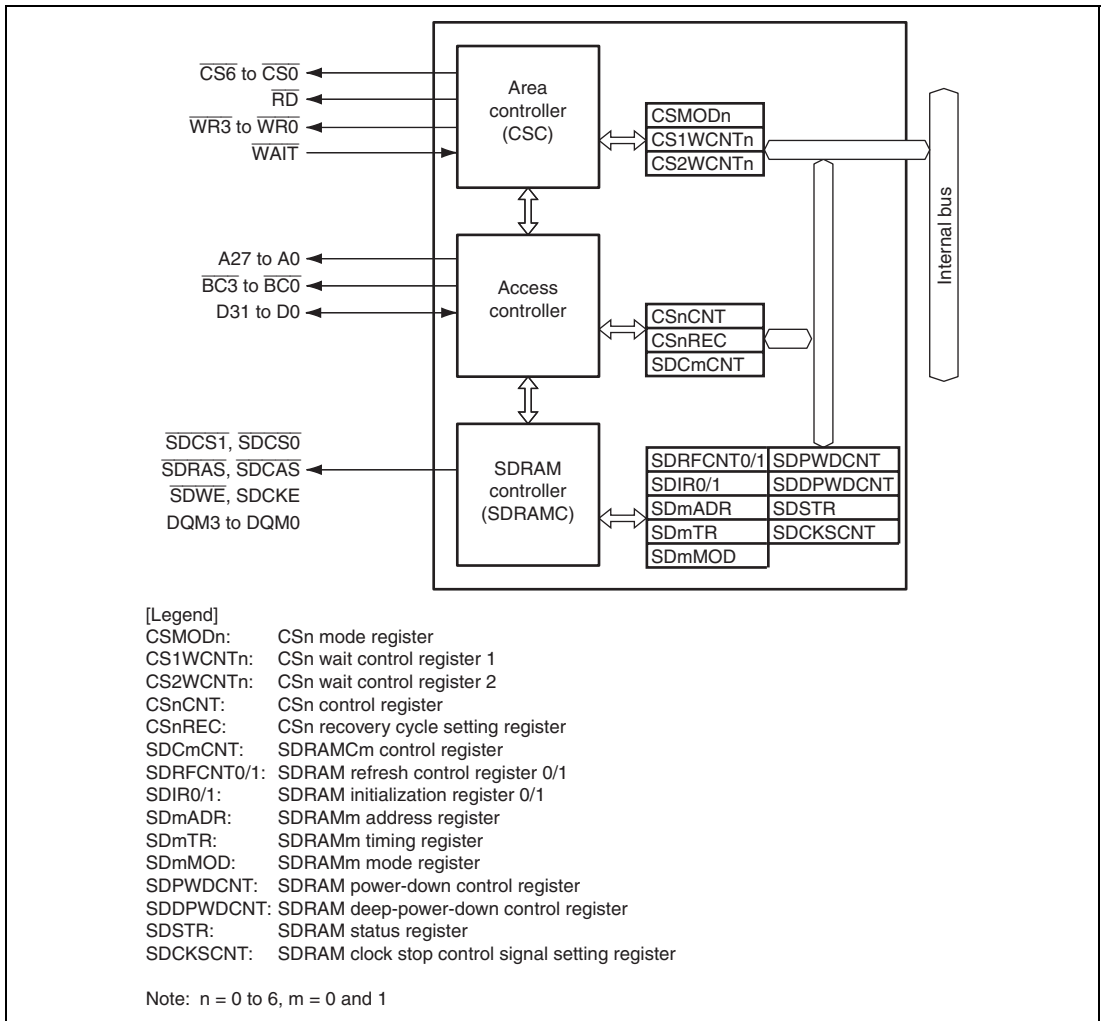 CS6 to CS0
RD
WR3 to WR0
WAIT
Area
controller
(CSC)
CSMODn
CS1WCNTn
CS2WCNTn
Internal bus
A27 to A0
BC3 to BC0
D31 to D0
Access
controller
CSnCNT
CSnREC
SDCmCNT
SDCS1, SDCS0
SDRAS, SDCAS
SDWE, SDCKE
DQM3 to DQM0
SDRAM
controller
(SDRAMC)
SDRFCNT0/1 SDPWDCNT
SDIR0/1 SDDPWDCNT
SDmADR SDSTR
SDmTR SDCKSCNT
SDmMOD
[Legend]
CSMODn: CSn mode register
CS1WCNTn: CSn wait control register 1
CS2WCNTn: CSn wait control register 2
CSnCNT: CSn control register
CSnREC: CSn recovery cycle setting register
SDCmCNT: SDRAMCm control register
SDRFCNT0/1: SDRAM refresh control register 0/1
SDIR0/1: SDRAM initialization register 0/1
SDmADR: SDRAMm address register
SDmTR: SDRAMm timing register
SDmMOD: SDRAMm mode register
SDPWDCNT: SDRAM power-down control register
SDDPWDCNT: SDRAM deep-power-down control register
SDSTR: SDRAM status register
SDCKSCNT: SDRAM clock stop control signal setting register
Note: n = 0 to 6, m = 0 and 1